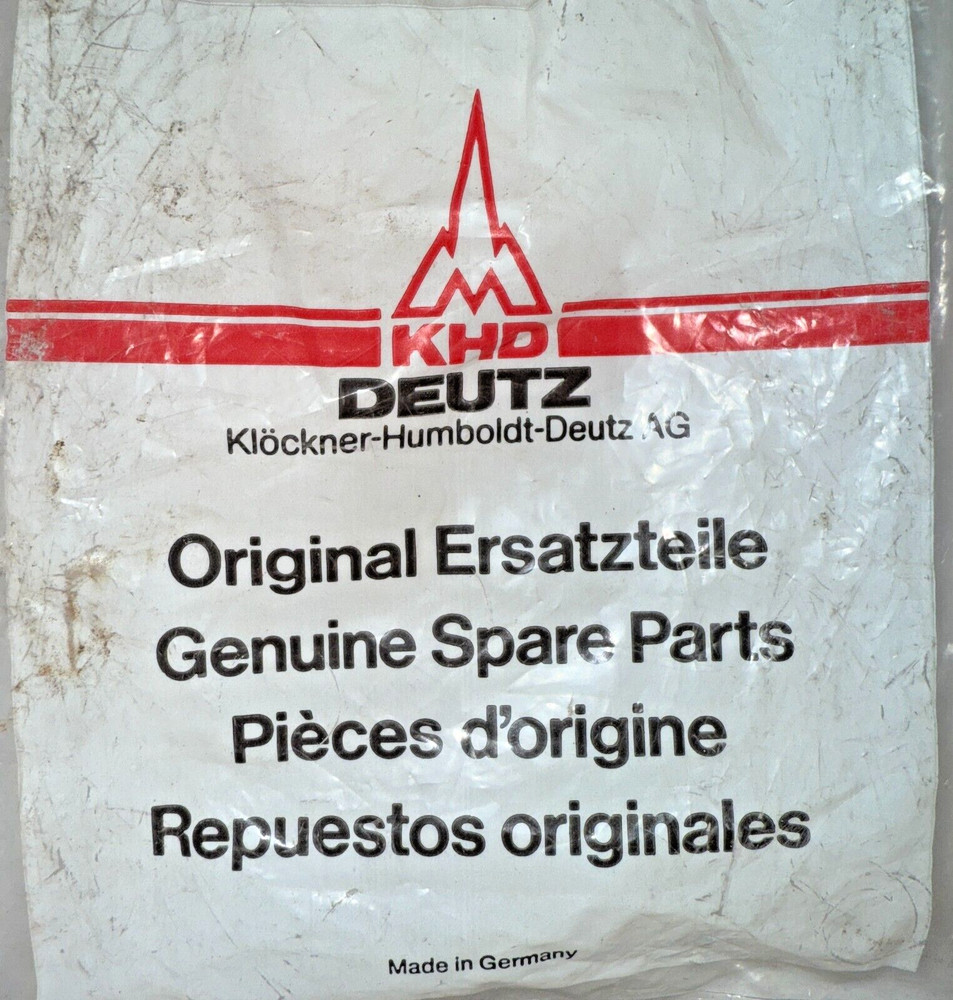 KHD
DEUTZ
Klöckner-Humboldt-Deutz AG
Original Ersatzteile
Genuine Spare Parts
Pièces d'origine
Repuestos originales
Made in Germany